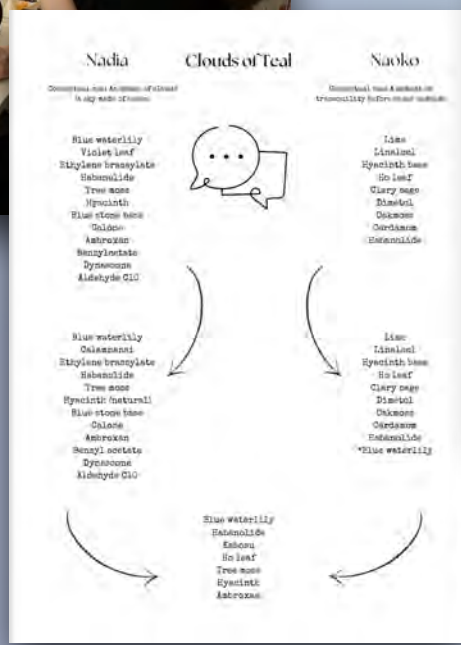 Nadia
Clouds of Teal
Naoko
Blue waterlily
Violet leaf
Ethylene brassylate
Habanolide
Tree moss
Hyacinth
Blue stone base
Calone
Ambroxan
Benzylacetate
Dynascone
Aldehyde C10
Lime
Linalool
Hyacinth base
Ho leaf
Clary sage
Dimetol
Oakmoss
Cardamom
Habanolide
Blue waterlily
Calamansi
Ethylene brassylate
Habanolide
Tree moss
Hyacinth (natural)
Blue stone base
Calone
Ambroxan
Benzyl acetate
Dynascone
Aldehyde C10
Lime
Linalool
Hyacinth base
Ho leaf
Clary sage
Dimetol
Oakmoss
Cardamom
Habanolide
*Blue waterlily
Blue waterlily
Habanolide
Kabosu
Ho leaf
Tree moss
Hyacinth
Ambroxan